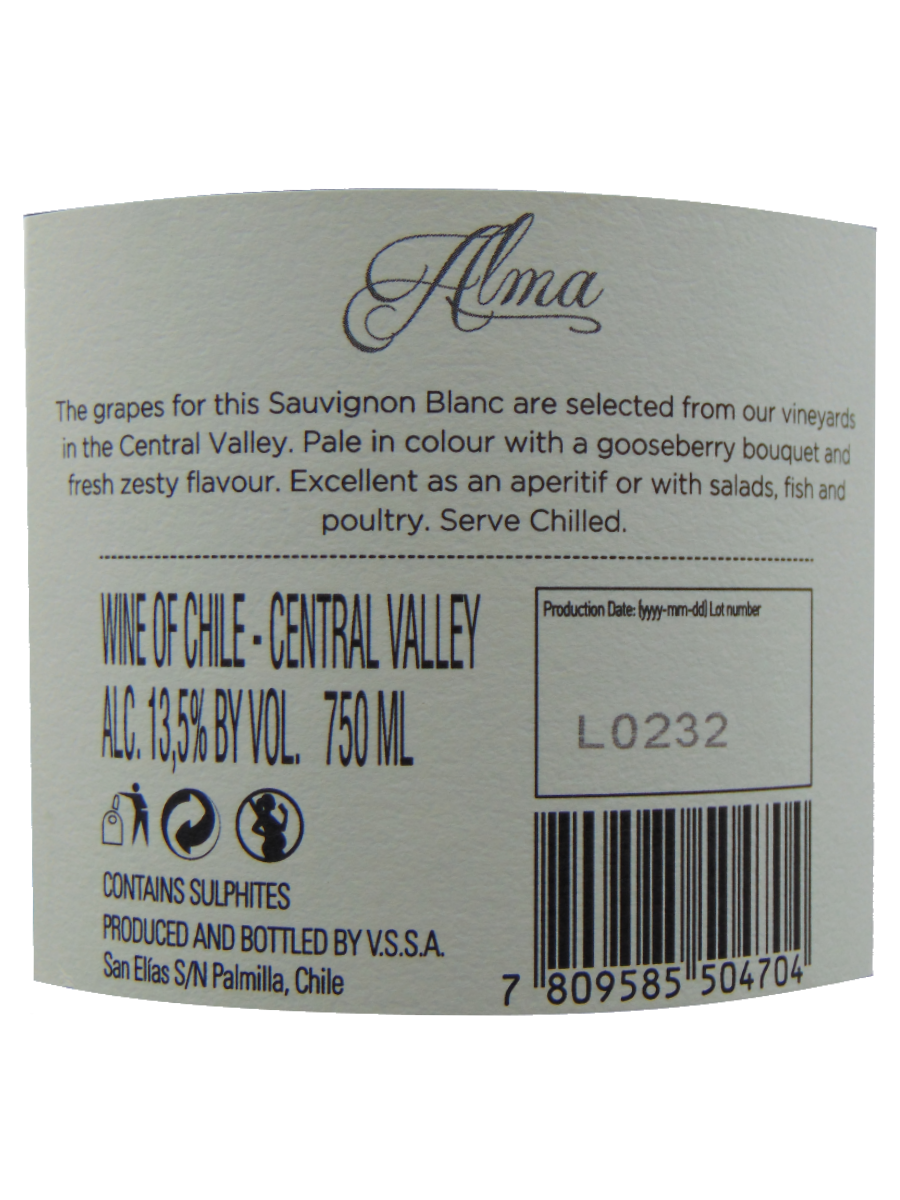 Alma
The grapes for this Sauvignon Blanc are selected from our vineyards
in the Central Valley. Pale in colour with a gooseberry bouquet and
fresh zesty flavour. Excellent as an aperitif or with salads, fish and
poultry. Serve Chilled.
WINE OF CHILE - CENTRAL VALLEY
ALC. 13,5% BY VOL. 750 ML
CONTAINS SULPHITES
PRODUCED AND BOTTLED BY V.S.S.A.
San Elías S/N Palmilla, Chile
Production Date: (yyyy-mm-dd) Lot number
L0232
7 809585 504704